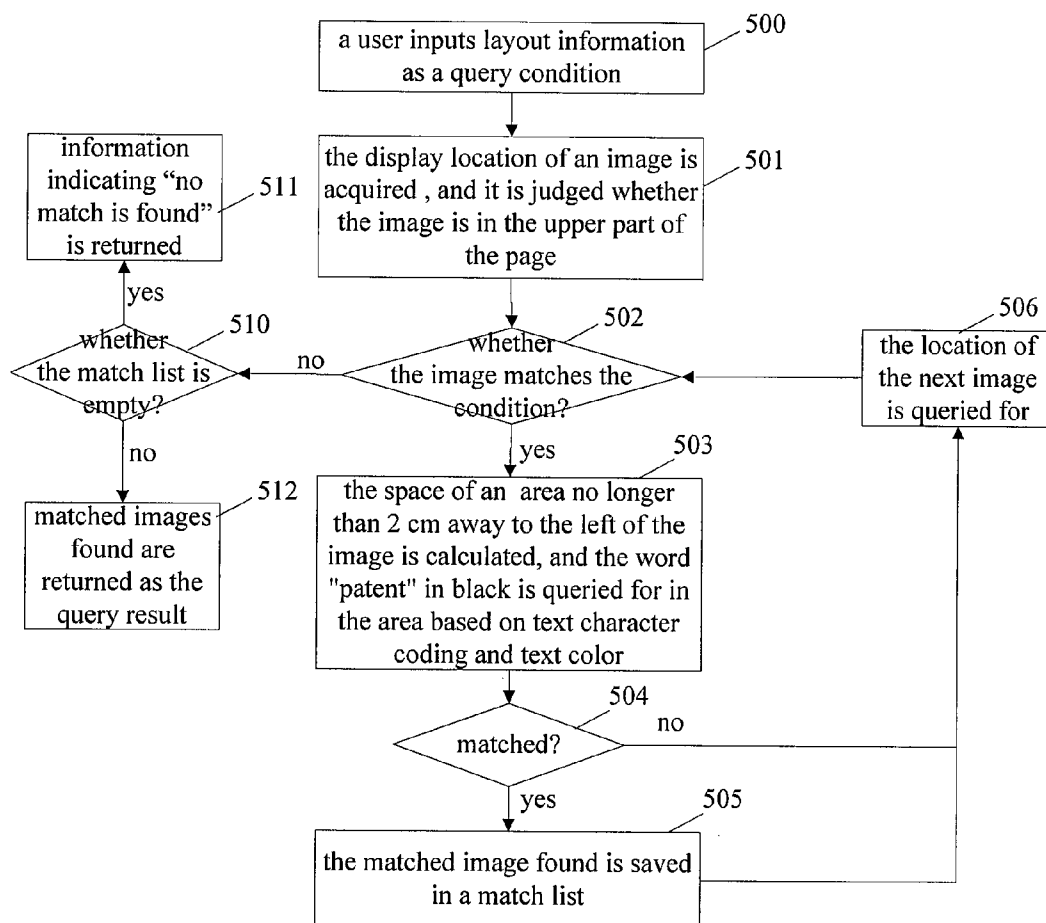 a user inputs layout information
as a query condition
500
the display location of an image is
acquired , and it is judged whether
the image is in the upper part of
the page
501
information
indicating “no
match is found”
is returned
511
yes
whether
the match list is
empty?
510
no
whether
the image matches the
condition?
502
506
the location of
the next image
is queried for
no
yes
503
512
matched images
found are
returned as the
query result
the space of an area no longer
than 2 cm away to the left of the
image is calculated, and the word
"patent" in black is queried for in
the area based on text character
coding and text color
504
matched?
no
yes
505
the matched image found is saved
in a match list